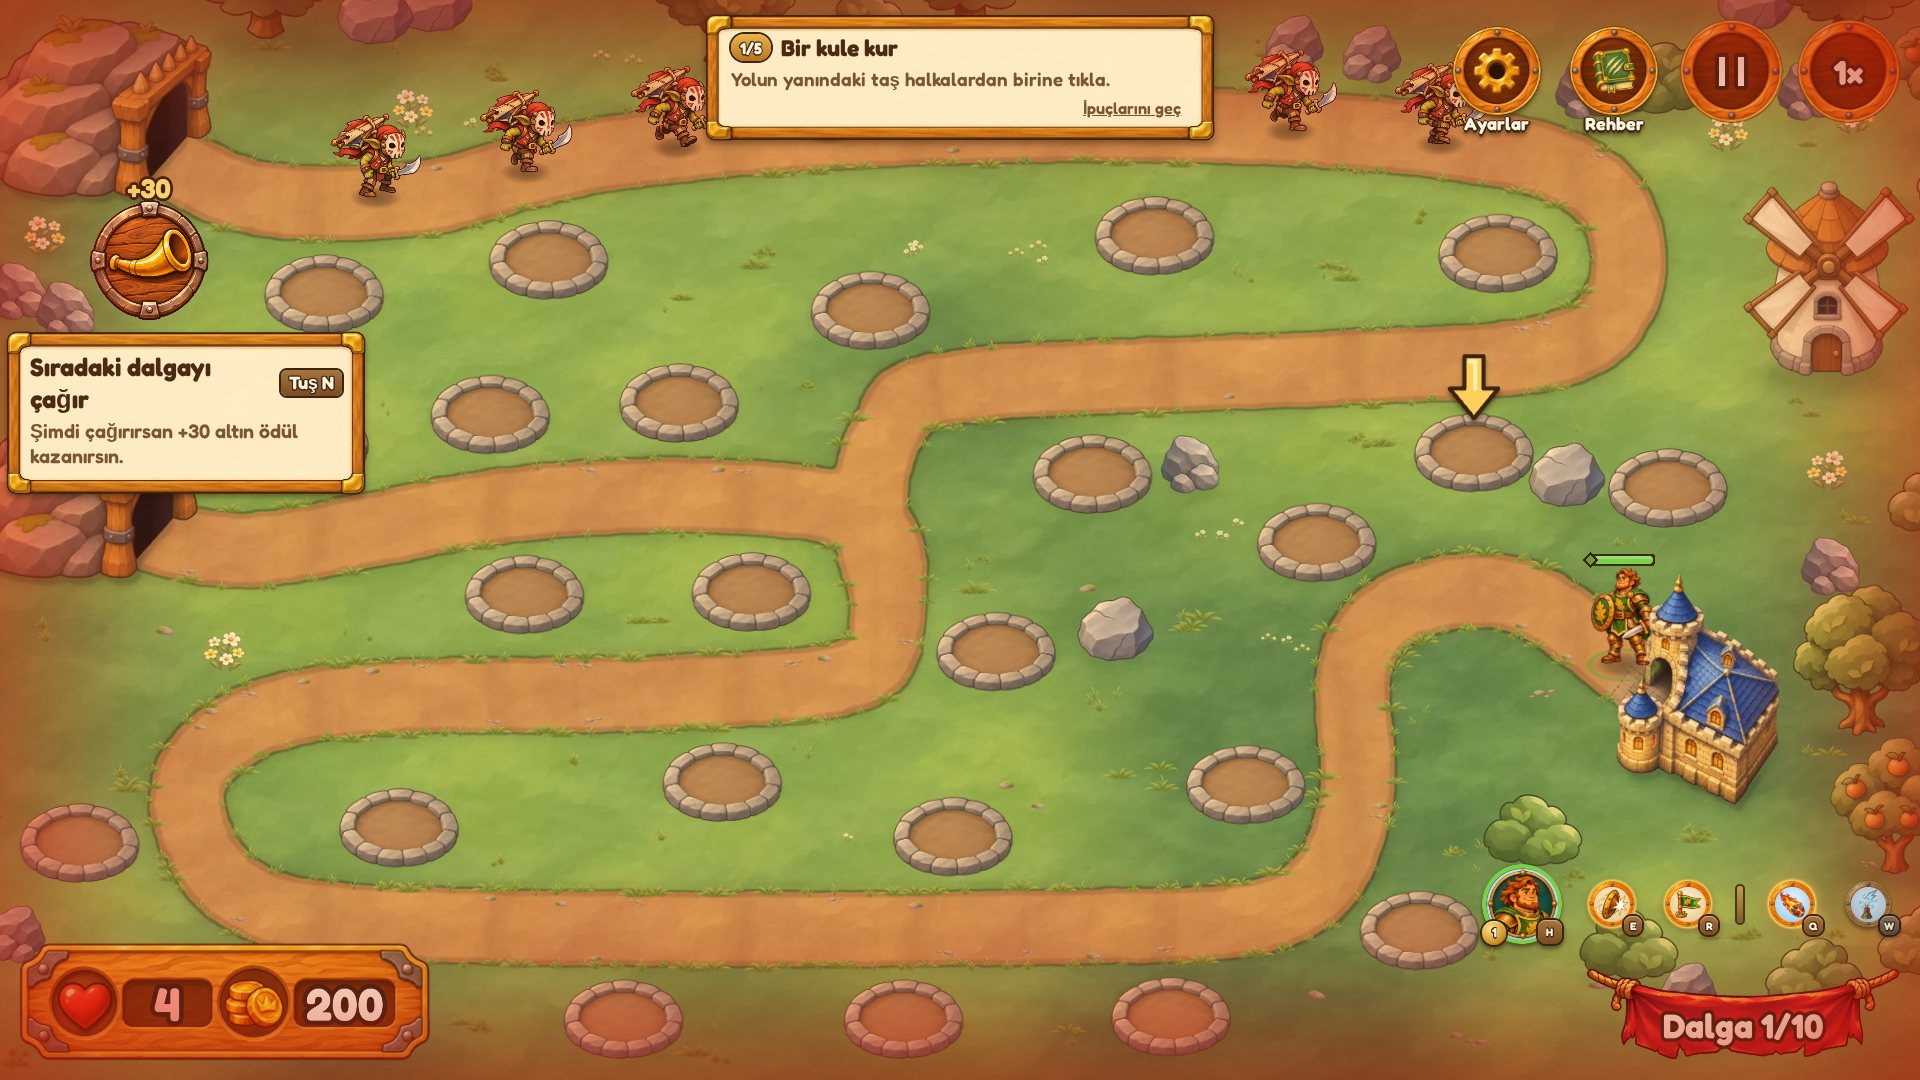 1/5 Bir kule kur
Yolun yanındaki taş halkalardan birine tıkla.
İpuçlarını geç
Ayarlar
Rehber
1x
+30
Sıradaki dalgayı
çağır
Tuş N
Şimdi çağırırsan +30 altın ödül
kazanırsın.
1
H
E
R
Q
W
4
200
Dalga 1/10